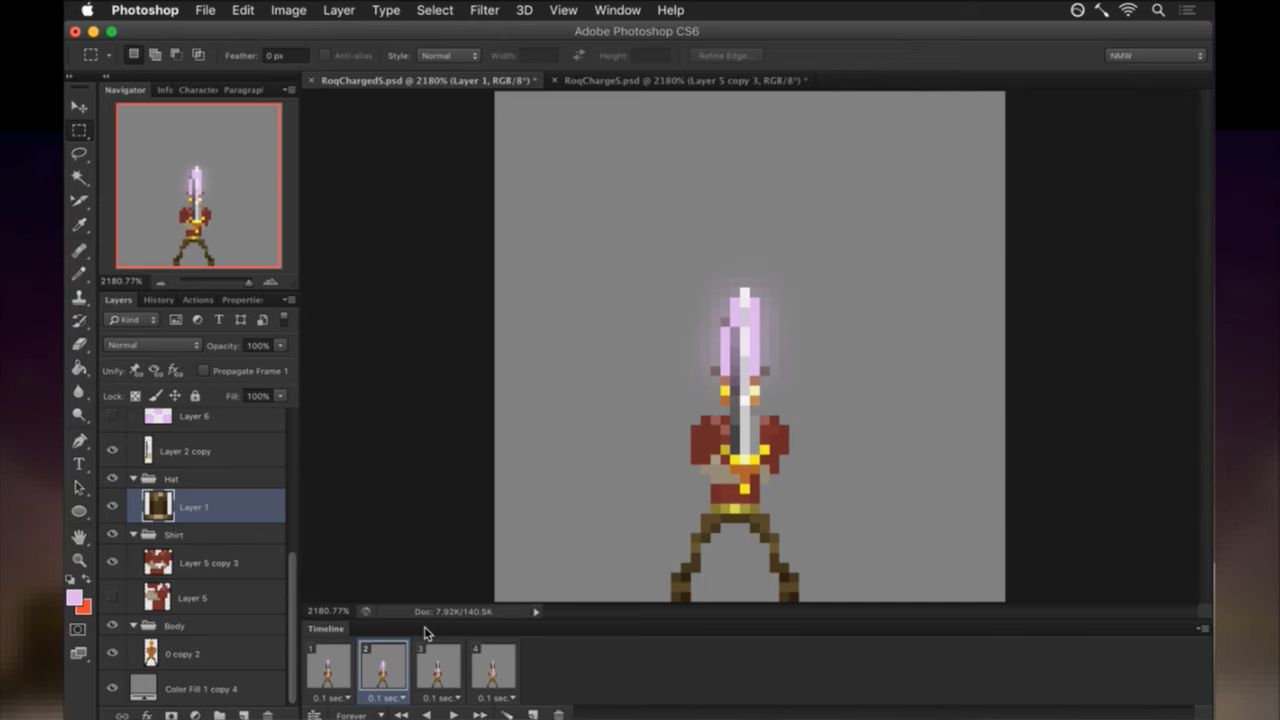 Photoshop File Edit Image Layer Type Select Filter 3D View Window Help
Adobe Photoshop CS6
Feather: 0 px Anti-alias Style: Normal Width: Height: Refine Edge... NMW
RoqChargedS.psd @ 2180% (Layer 1, RGB/8*) * RoqChargeS.psd @ 2180% (Layer 5 copy 3, RGB/8*) *
Navigator Info Character Paragraph
2180.77%
Layers History Actions Properties
Kind
Normal Opacity: 100%
Unify: Propagate Frame 1
Lock: Fill: 100%
Layer 6
Layer 2 copy
Hat
Layer 1
Shirt
Layer 5 copy 3
Layer 5
Body
0 copy 2
Color Fill 1 copy 4
2180.77% Doc: 7.92K/140.5K
Timeline
1 2 3 4
0.1 sec. 0.1 sec. 0.1 sec. 0.1 sec.
Forever